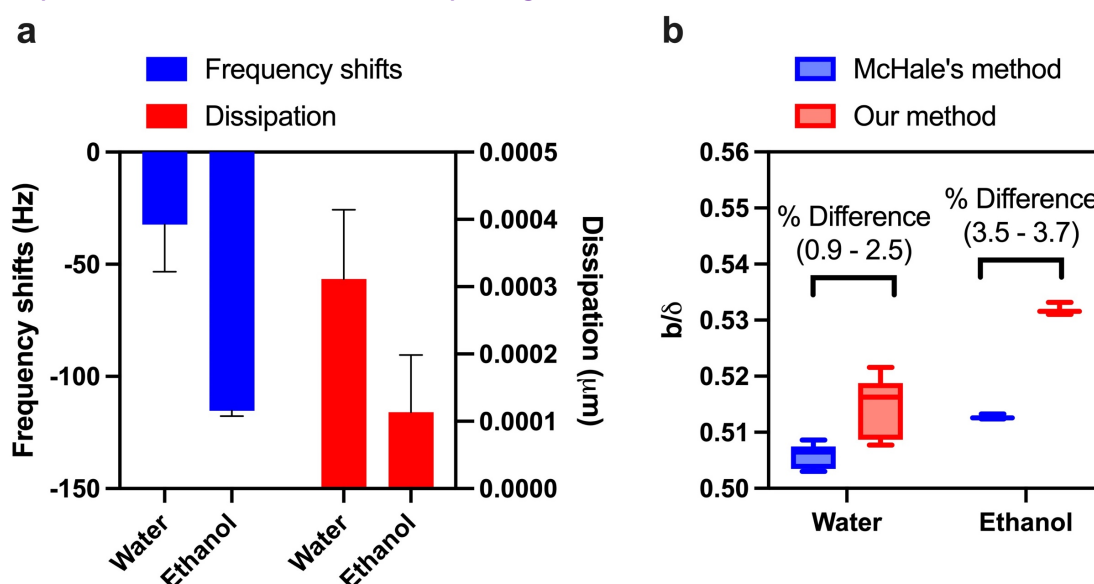 a
Frequency shifts
Dissipation
0
-50
-100
-150
Frequency shifts (Hz)
0.0005
0.0004
0.0003
0.0002
0.0001
0.0000
Dissipation (μm)
Water
Ethanol
Water
Ethanol
b
McHale's method
Our method
0.56
0.55
0.54
0.53
0.52
0.51
0.50
b/δ
% Difference
(0.9 - 2.5)
% Difference
(3.5 - 3.7)
Water
Ethanol